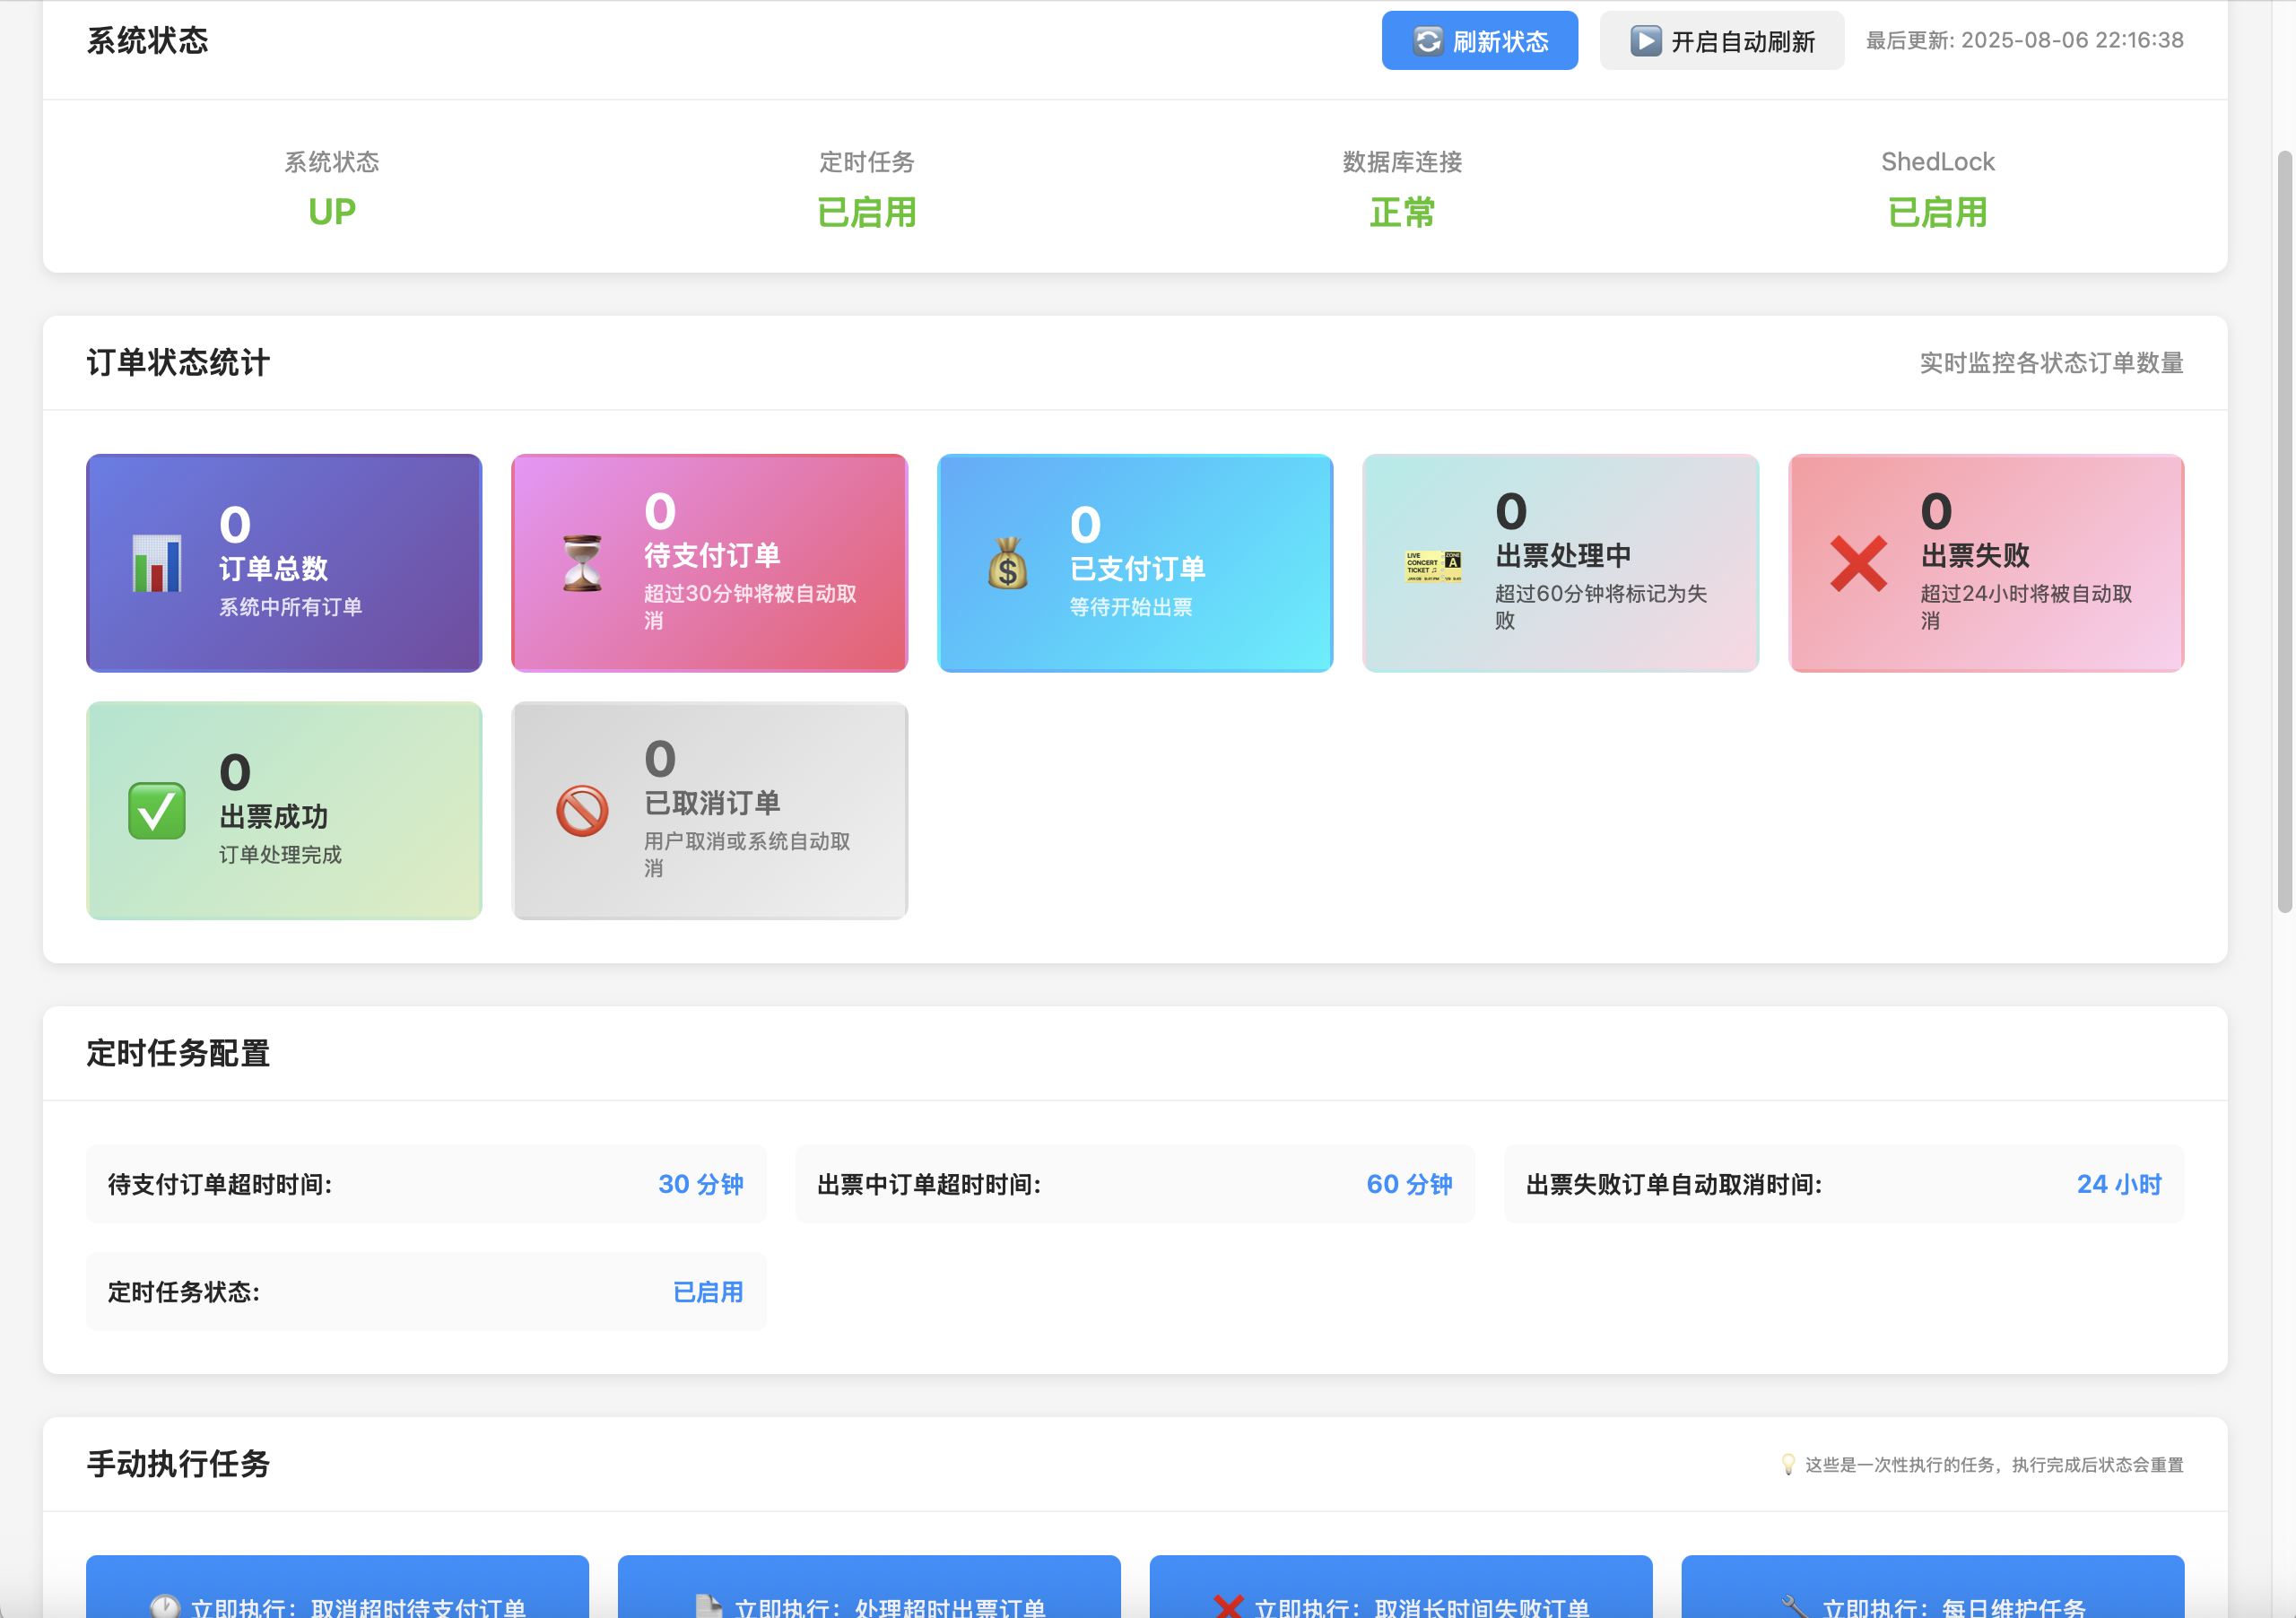 系统状态
刷新状态
开启自动刷新
最后更新: 2025-08-06 22:16:38
系统状态
UP
定时任务
已启用
数据库连接
正常
ShedLock
已启用
订单状态统计
实时监控各状态订单数量
0
订单总数
系统中所有订单
0
待支付订单
超过30分钟将被自动取
消
0
已支付订单
等待开始出票
LIVE
CONCERT
TICKET
A
0
出票处理中
超过60分钟将标记为失
败
0
出票失败
超过24小时将被自动取
消
0
出票成功
订单处理完成
0
已取消订单
用户取消或系统自动取
消
定时任务配置
待支付订单超时时间:
30 分钟
出票中订单超时时间:
60 分钟
出票失败订单自动取消时间:
24 小时
定时任务状态:
已启用
手动执行任务
这些是一次性执行的任务，执行完成后状态会重置
立即执行：取消超时待支付订单
立即执行：处理超时出票订单
立即执行：取消长时间失败订单
立即执行：每日维护任务